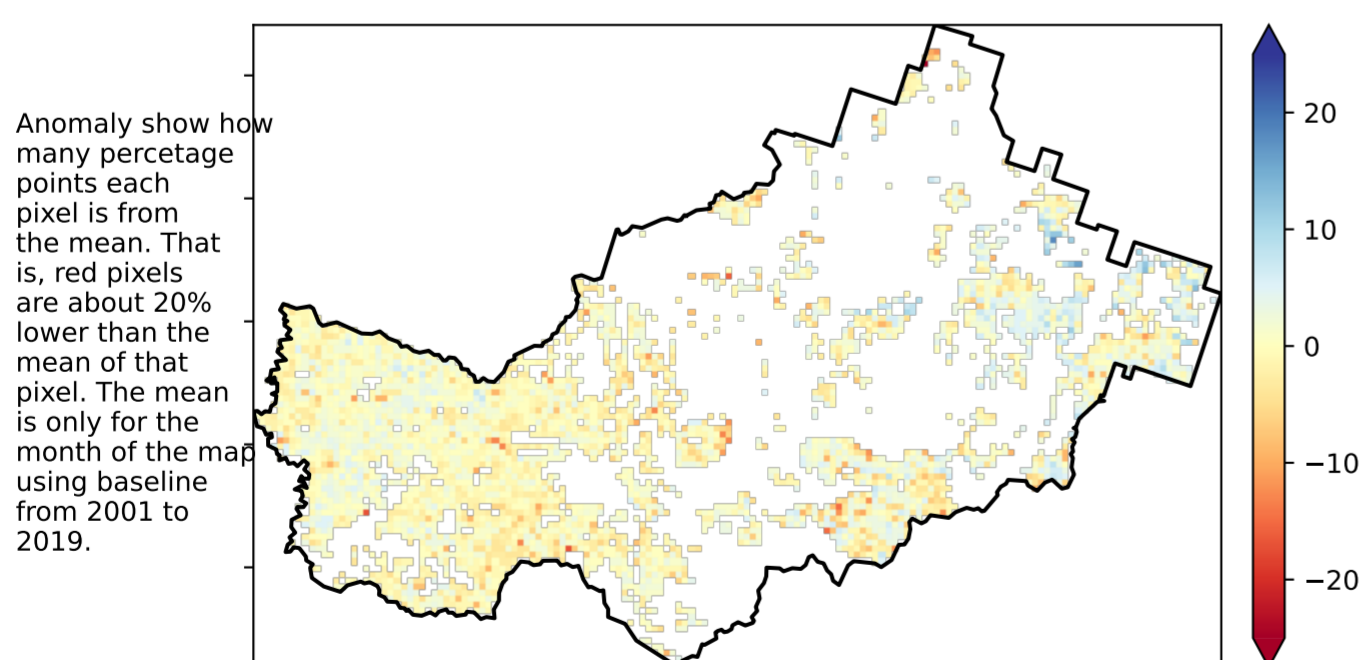 Anomaly show how
many percetage
points each
pixel is from
the mean. That
is, red pixels
are about 20%
lower than the
mean of that
pixel. The mean
is only for the
month of the map
using baseline
from 2001 to
2019.
20
10
0
−10
−20